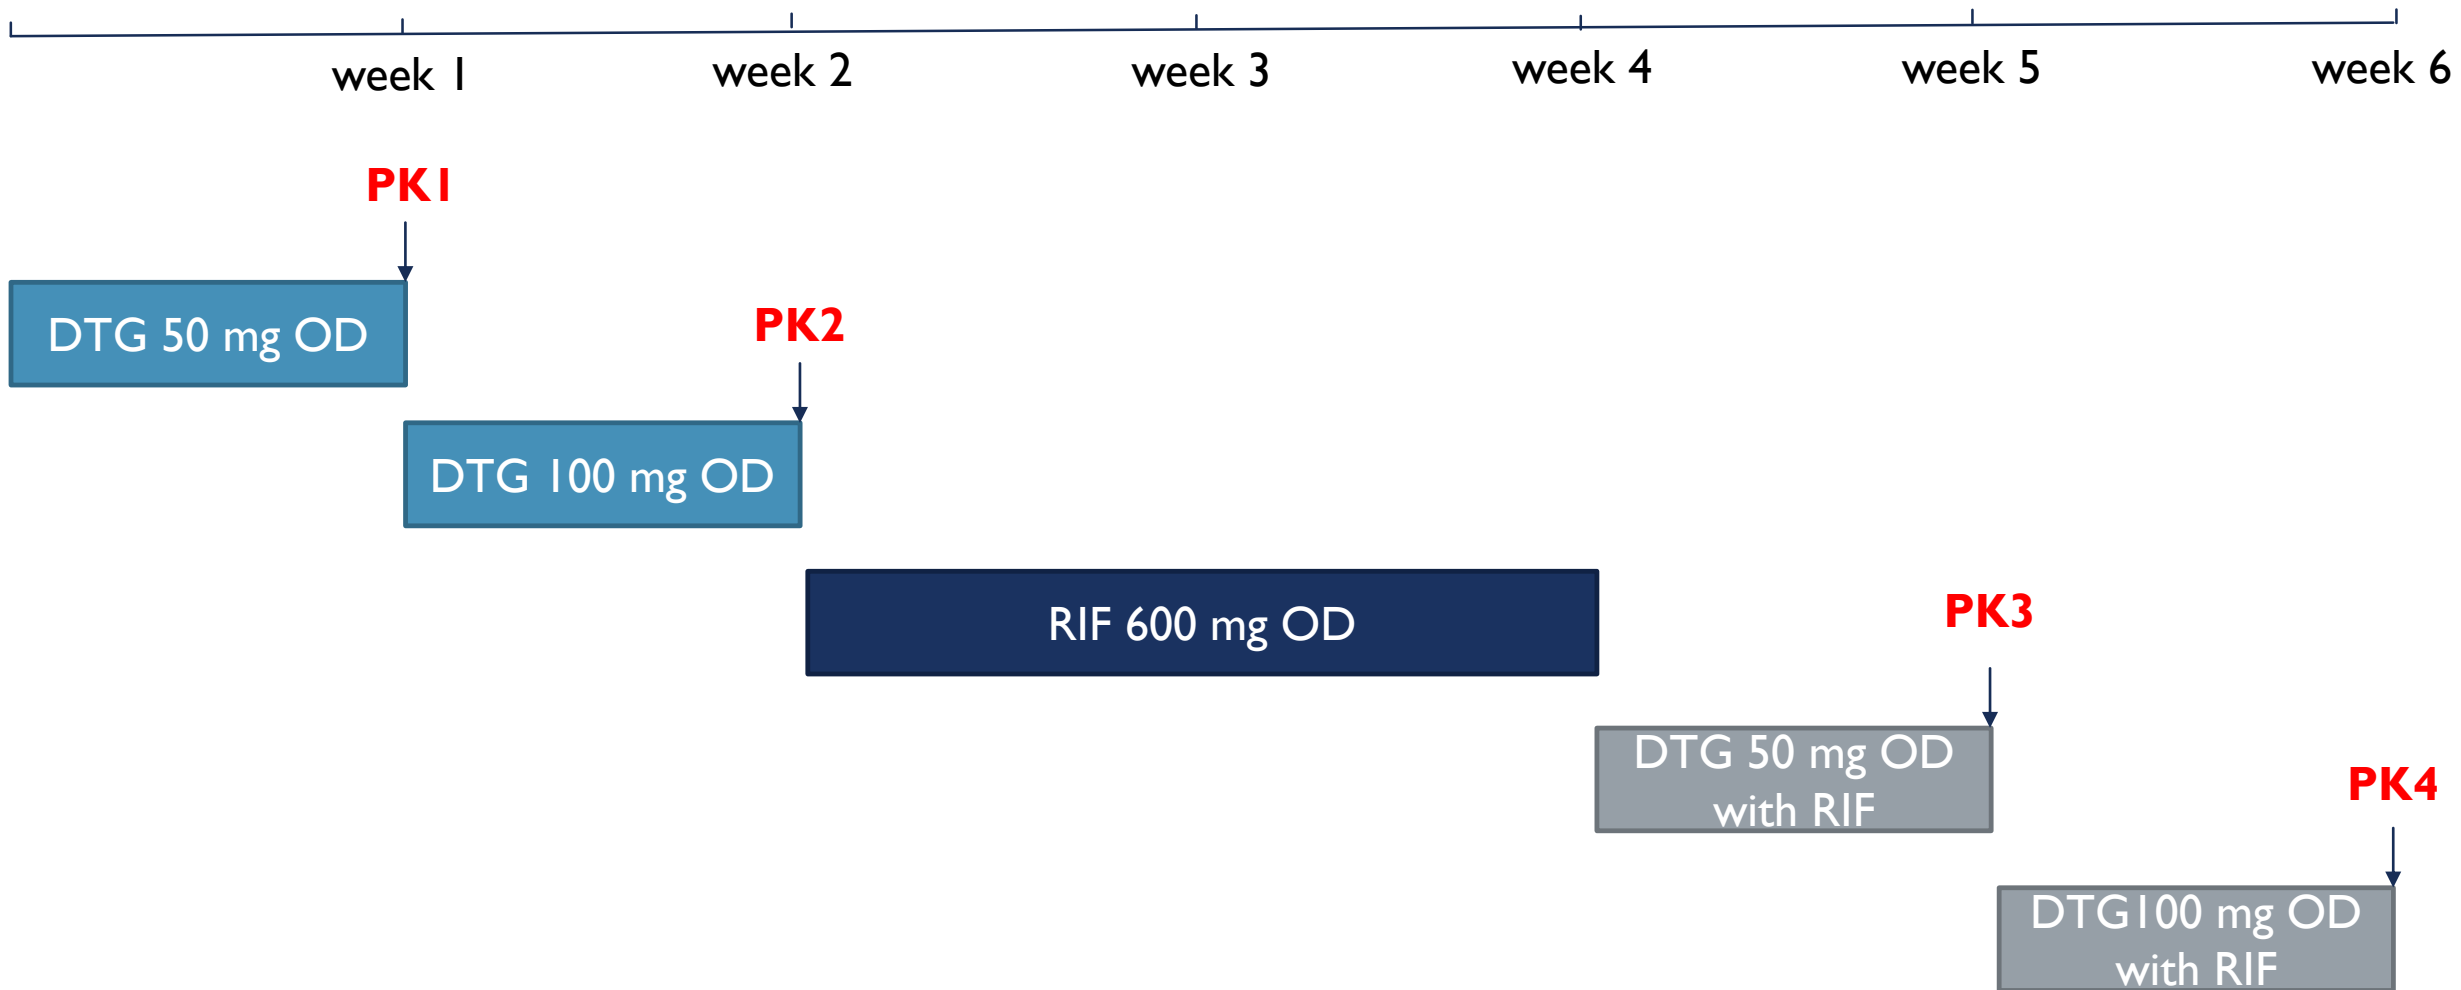 week 1
week 2
week 3
week 4
week 5
week 6
PK1
DTG 50 mg OD
PK2
DTG 100 mg OD
RIF 600 mg OD
PK3
DTG 50 mg OD
with RIF
PK4
DTG100 mg OD
with RIF